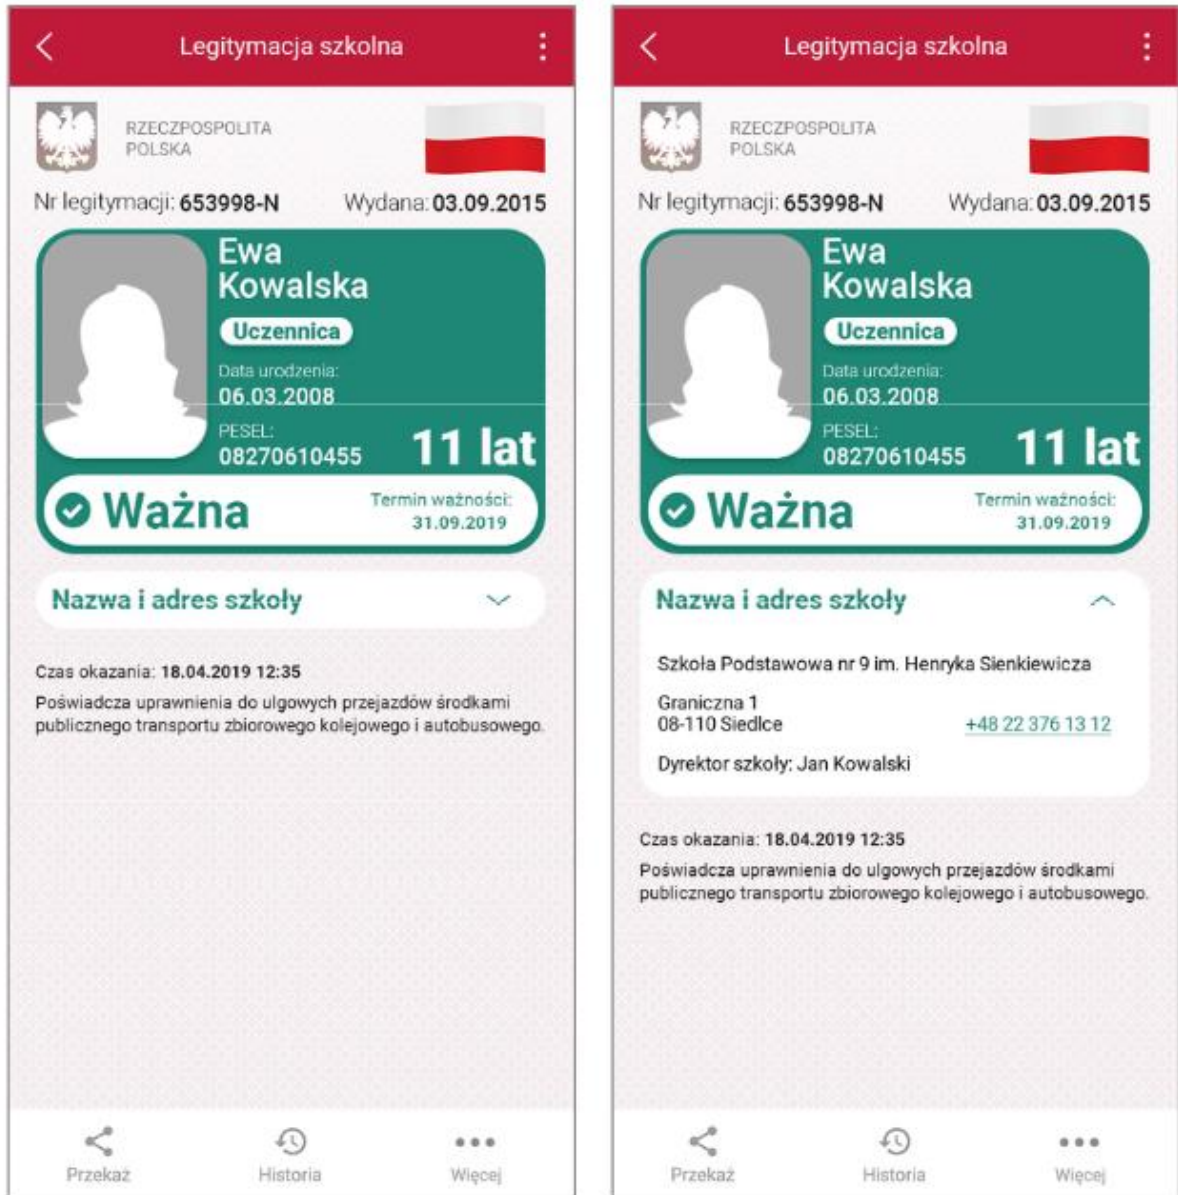 Legitymacja szkolna
RZECZPOSPOLITA
POLSKA
Nr legitymacji: 653998-N Wydana: 03.09.2015
Ewa
Kowalska
Uczennica
Data urodzenia:
06.03.2008
PESEL:
08270610455
11 lat
Ważna
Termin ważności:
31.09.2019
Nazwa i adres szkoły
Czas okazania: 18.04.2019 12:35
Poświadcza uprawnienia do ulgowych przejazdów środkami
publicznego transportu zbiorowego kolejowego i autobusowego.
Przekaż Historia Więcej
Legitymacja szkolna
RZECZPOSPOLITA
POLSKA
Nr legitymacji: 653998-N Wydana: 03.09.2015
Ewa
Kowalska
Uczennica
Data urodzenia:
06.03.2008
PESEL:
08270610455
11 lat
Ważna
Termin ważności:
31.09.2019
Nazwa i adres szkoły
Szkoła Podstawowa nr 9 im. Henryka Sienkiewicza
Graniczna 1
08-110 Siedlce +48 22 376 13 12
Dyrektor szkoły: Jan Kowalski
Czas okazania: 18.04.2019 12:35
Poświadcza uprawnienia do ulgowych przejazdów środkami
publicznego transportu zbiorowego kolejowego i autobusowego.
Przekaż Historia Więcej